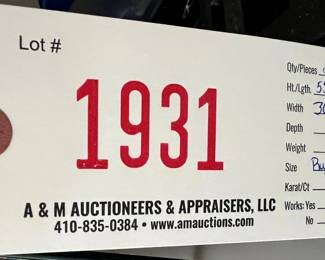 Lot #
1931
A & M AUCTIONEERS & APPRAISERS, LLC
410-835-0384 • www.amauctions.com
Qty/Pieces
Ht./Lgth.
Width
Depth
Weight
Size
Karat/Ct
Works: Yes
No